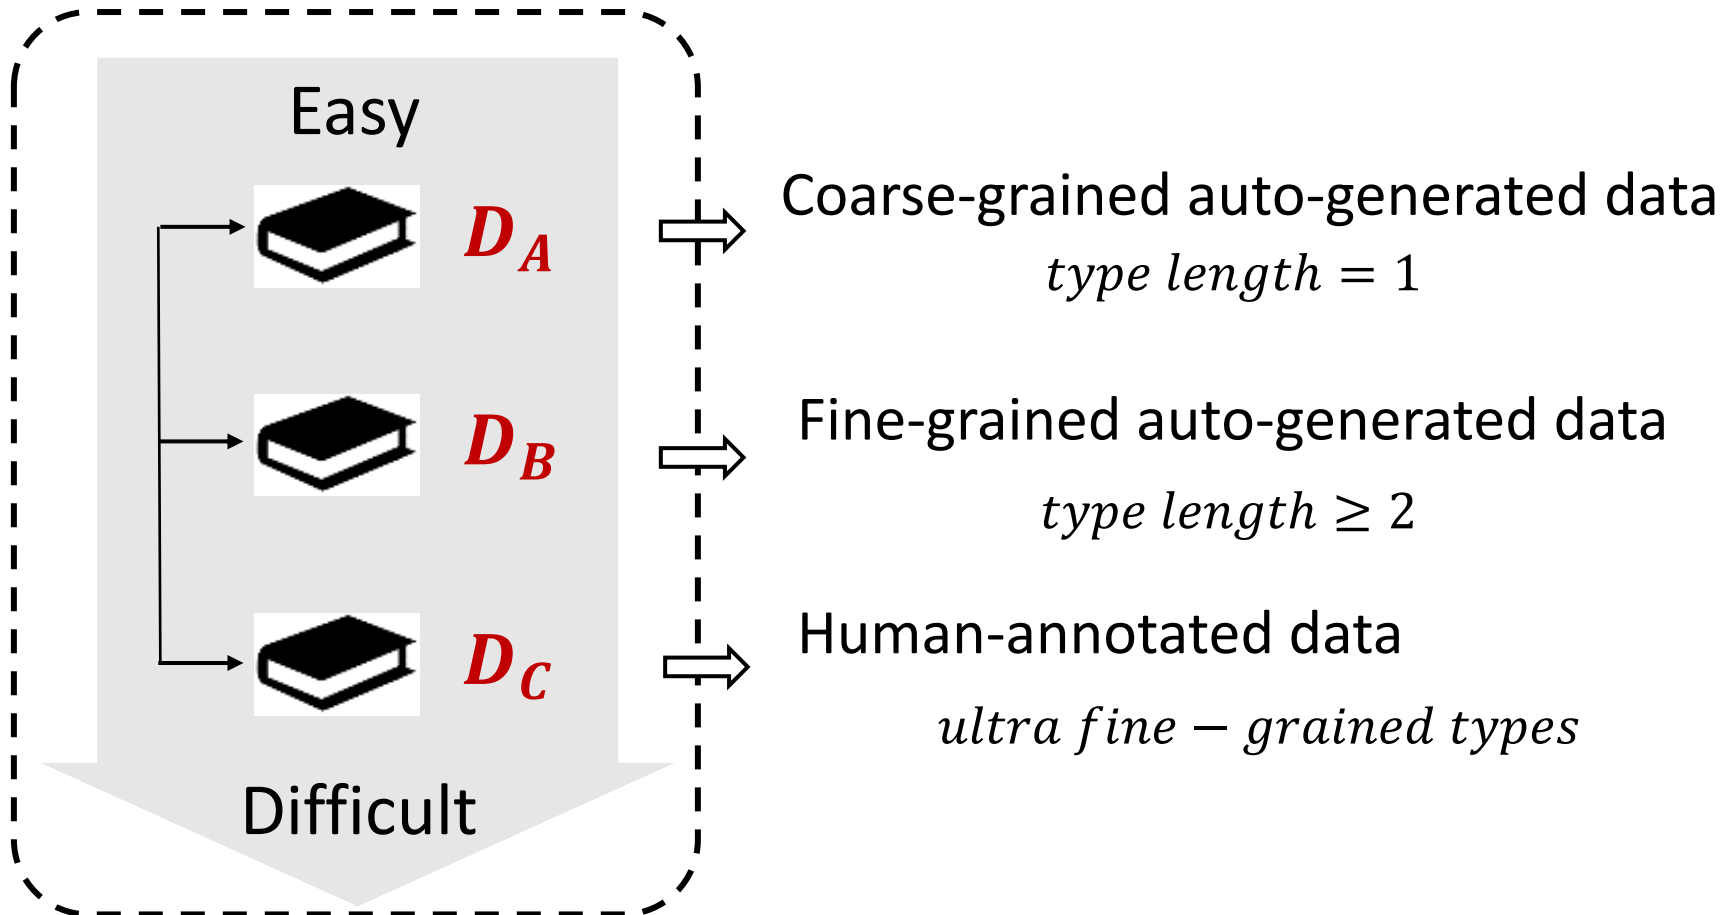 Easy
D_A
Coarse-grained auto-generated data
type length = 1
D_B
Fine-grained auto-generated data
type length ≥ 2
D_C
Human-annotated data
ultra fine − grained types
Difficult